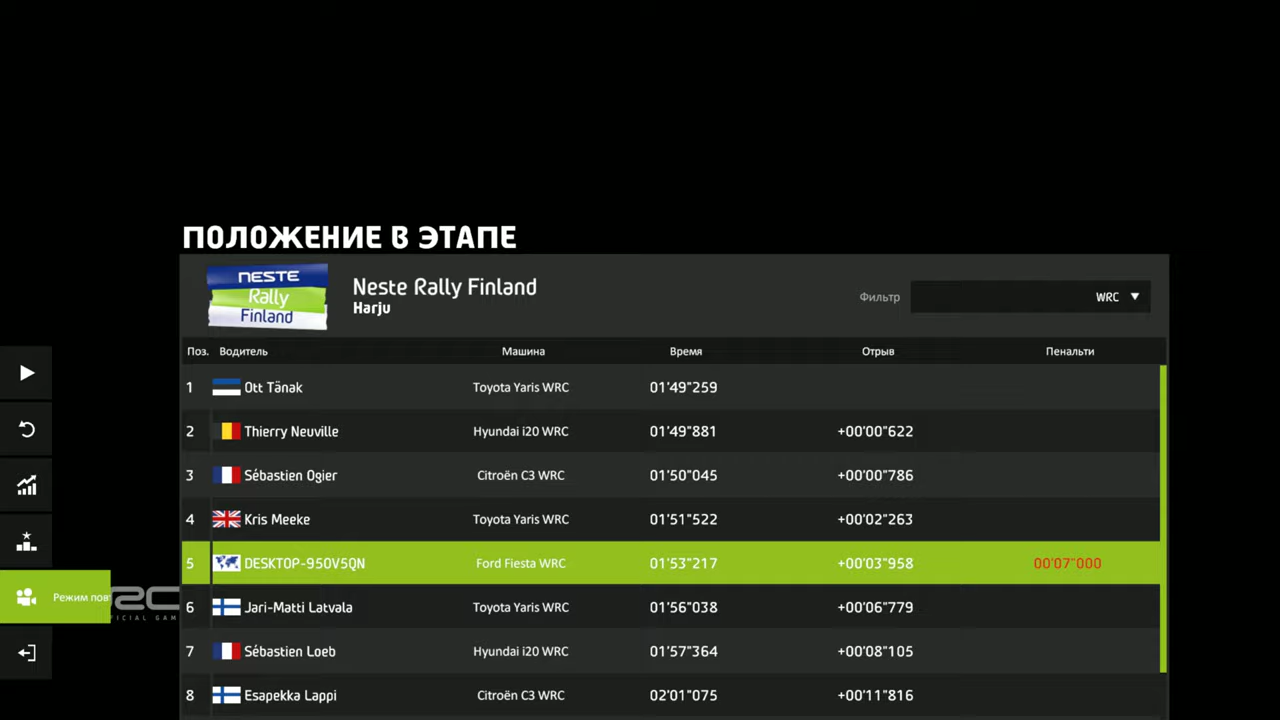 ПОЛОЖЕНИЕ В ЭТАПЕ
NESTE
Rally
Finland
Neste Rally Finland
Harju
Фильтр WRC
Поз. Водитель Машина Время Отрыв Пенальти
1 Ott Tänak Toyota Yaris WRC 01'49"259
2 Thierry Neuville Hyundai i20 WRC 01'49"881 +00'00"622
3 Sébastien Ogier Citroën C3 WRC 01'50"045 +00'00"786
4 Kris Meeke Toyota Yaris WRC 01'51"522 +00'02"263
5 DESKTOP-950V5QN Ford Fiesta WRC 01'53"217 +00'03"958 00'07"000
Режим пов
6 Jari-Matti Latvala Toyota Yaris WRC 01'56"038 +00'06"779
7 Sébastien Loeb Hyundai i20 WRC 01'57"364 +00'08"105
8 Esapekka Lappi Citroën C3 WRC 02'01"075 +00'11"816